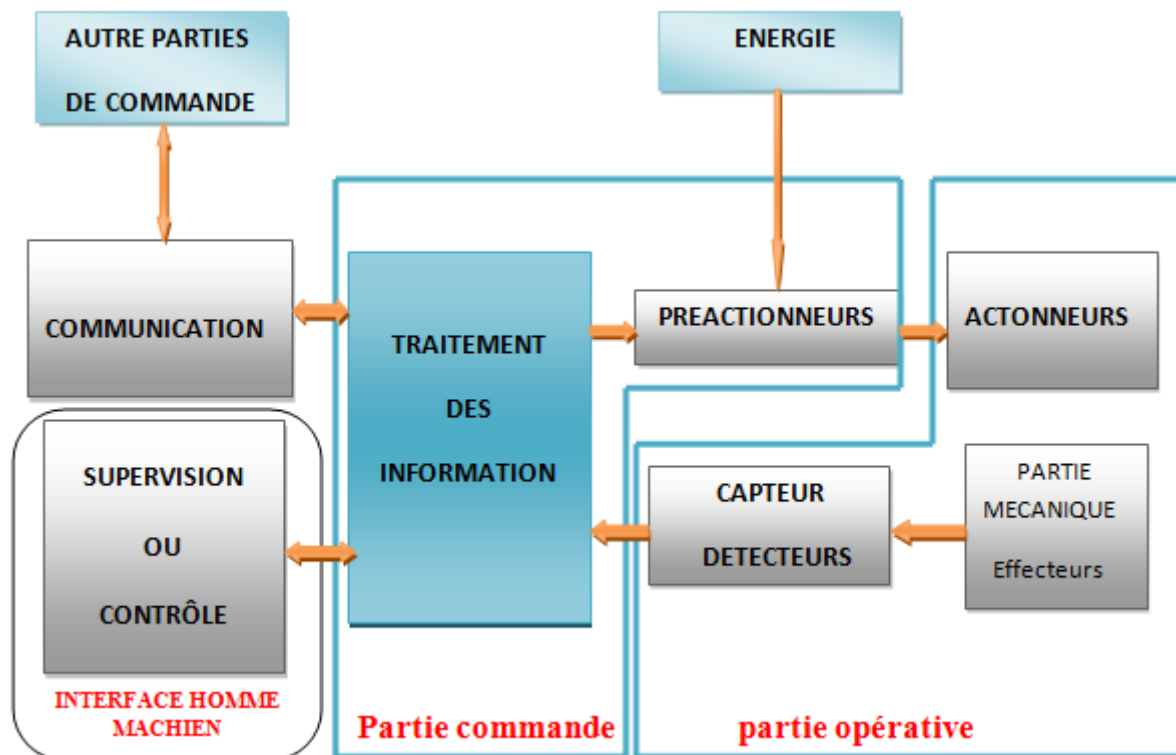 AUTRE PARTIES
DE COMMANDE
ENERGIE
COMMUNICATION
TRAITEMENT
DES
INFORMATION
PREACTIONNEURS
ACTONNEURS
SUPERVISION
OU
CONTRÔLE
CAPTEUR
DETECTEURS
PARTIE
MECANIQUE
Effecteurs
INTERFACE HOMME
MACHIEN
Partie commande
partie opérative